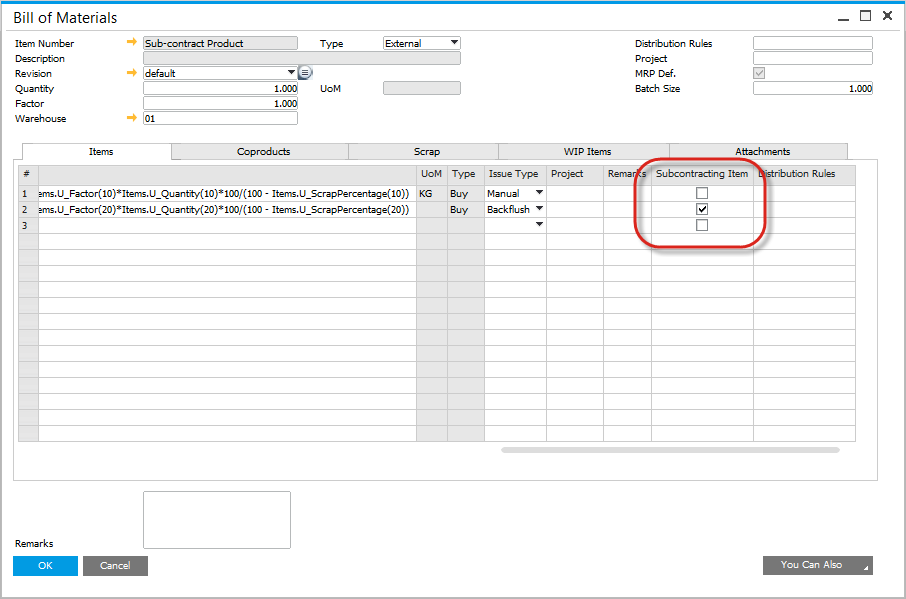 Bill of Materials
Item Number Sub-contract Product Type External Distribution Rules
Description Project
Revision default MRP Def.
Quantity 1.000 UoM Batch Size 1.000
Factor 1.000
Warehouse 01
Items Coproducts Scrap WIP Items Attachments
# UoM Type Issue Type Project Remarks Subcontracting Item Distribution Rules
1 ems.U_Factor(10)*Items.U_Quantity(10)*100/(100 - Items.U_ScrapPercentage(10)) KG Buy Manual
2 ems.U_Factor(20)*Items.U_Quantity(20)*100/(100 - Items.U_ScrapPercentage(20)) Buy Backflush
3
Remarks
OK Cancel You Can Also